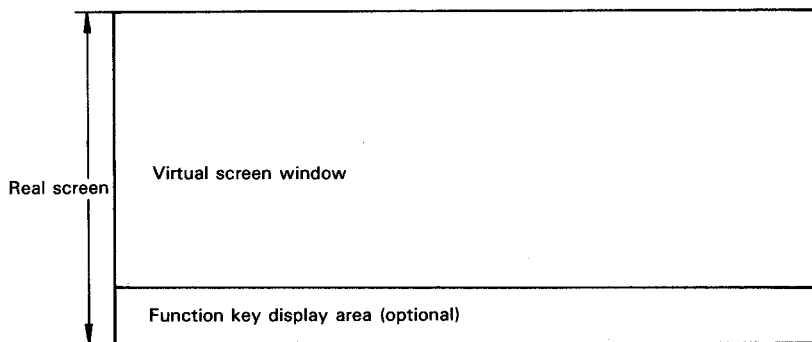 Virtual screen window
Real screen
Function key display area (optional)